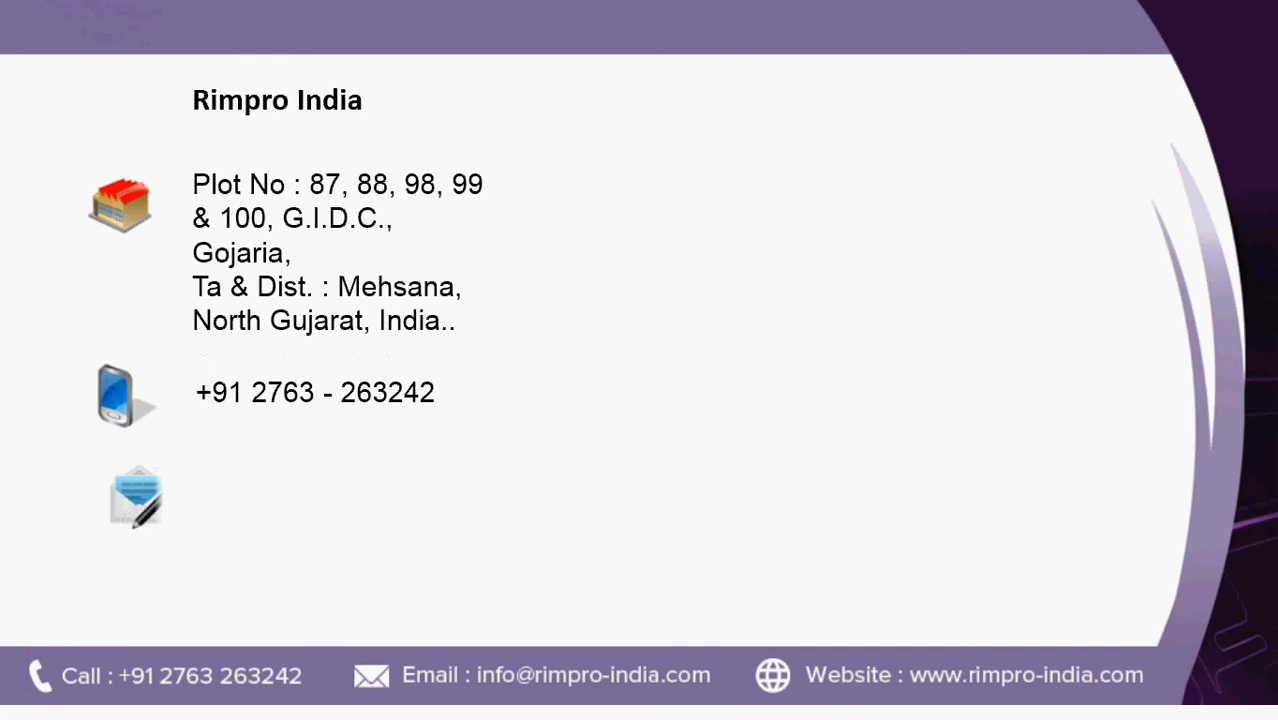 Rimpro India
Plot No : 87, 88, 98, 99
& 100, G.I.D.C.,
Gojaria,
Ta & Dist. : Mehsana,
North Gujarat, India..
+91 2763 - 263242
Call : +91 2763 263242
Email : info@rimpro-india.com
Website : www.rimpro-india.com